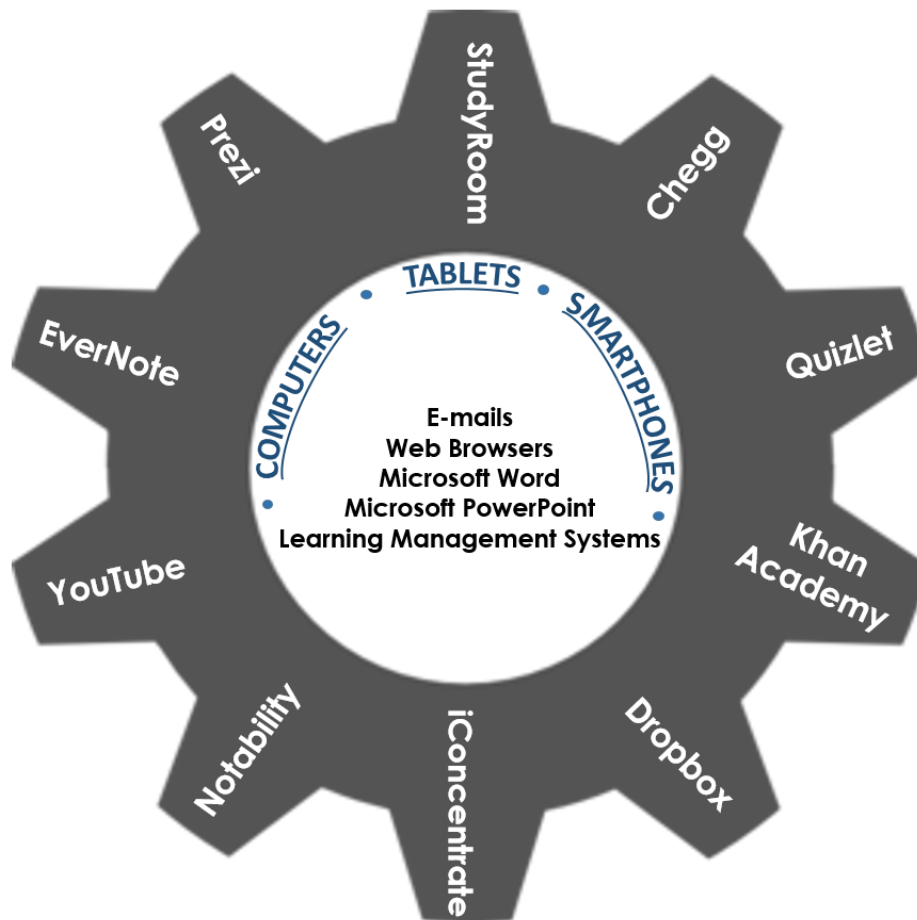 StudyRoom
Chegg
Quizlet
Khan
Academy
Dropbox
iConcentrate
Notability
YouTube
EverNote
Prezi
COMPUTERS • TABLETS • SMARTPHONES
E-mails
Web Browsers
Microsoft Word
Microsoft PowerPoint
Learning Management Systems